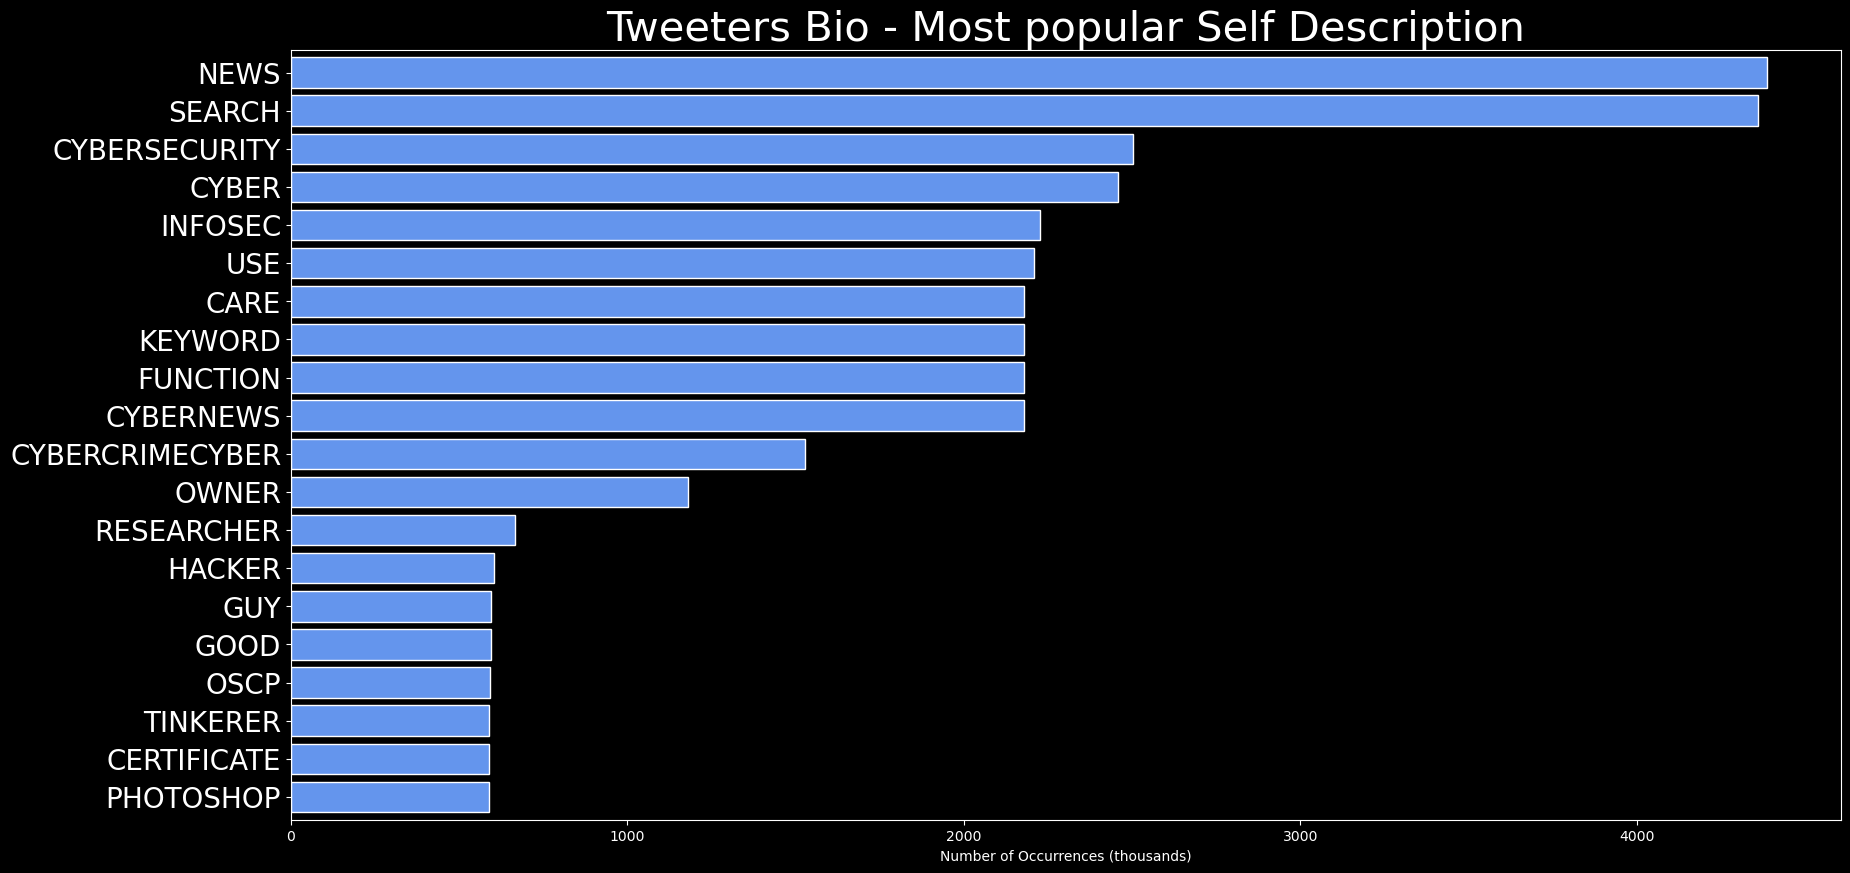 Tweeters Bio - Most popular Self Description
NEWS
SEARCH
CYBERSECURITY
CYBER
INFOSEC
USE
CARE
KEYWORD
FUNCTION
CYBERNEWS
CYBERCRIMECYBER
OWNER
RESEARCHER
HACKER
GUY
GOOD
OSCP
TINKERER
CERTIFICATE
PHOTOSHOP
0 1000 2000 3000 4000
Number of Occurrences (thousands)